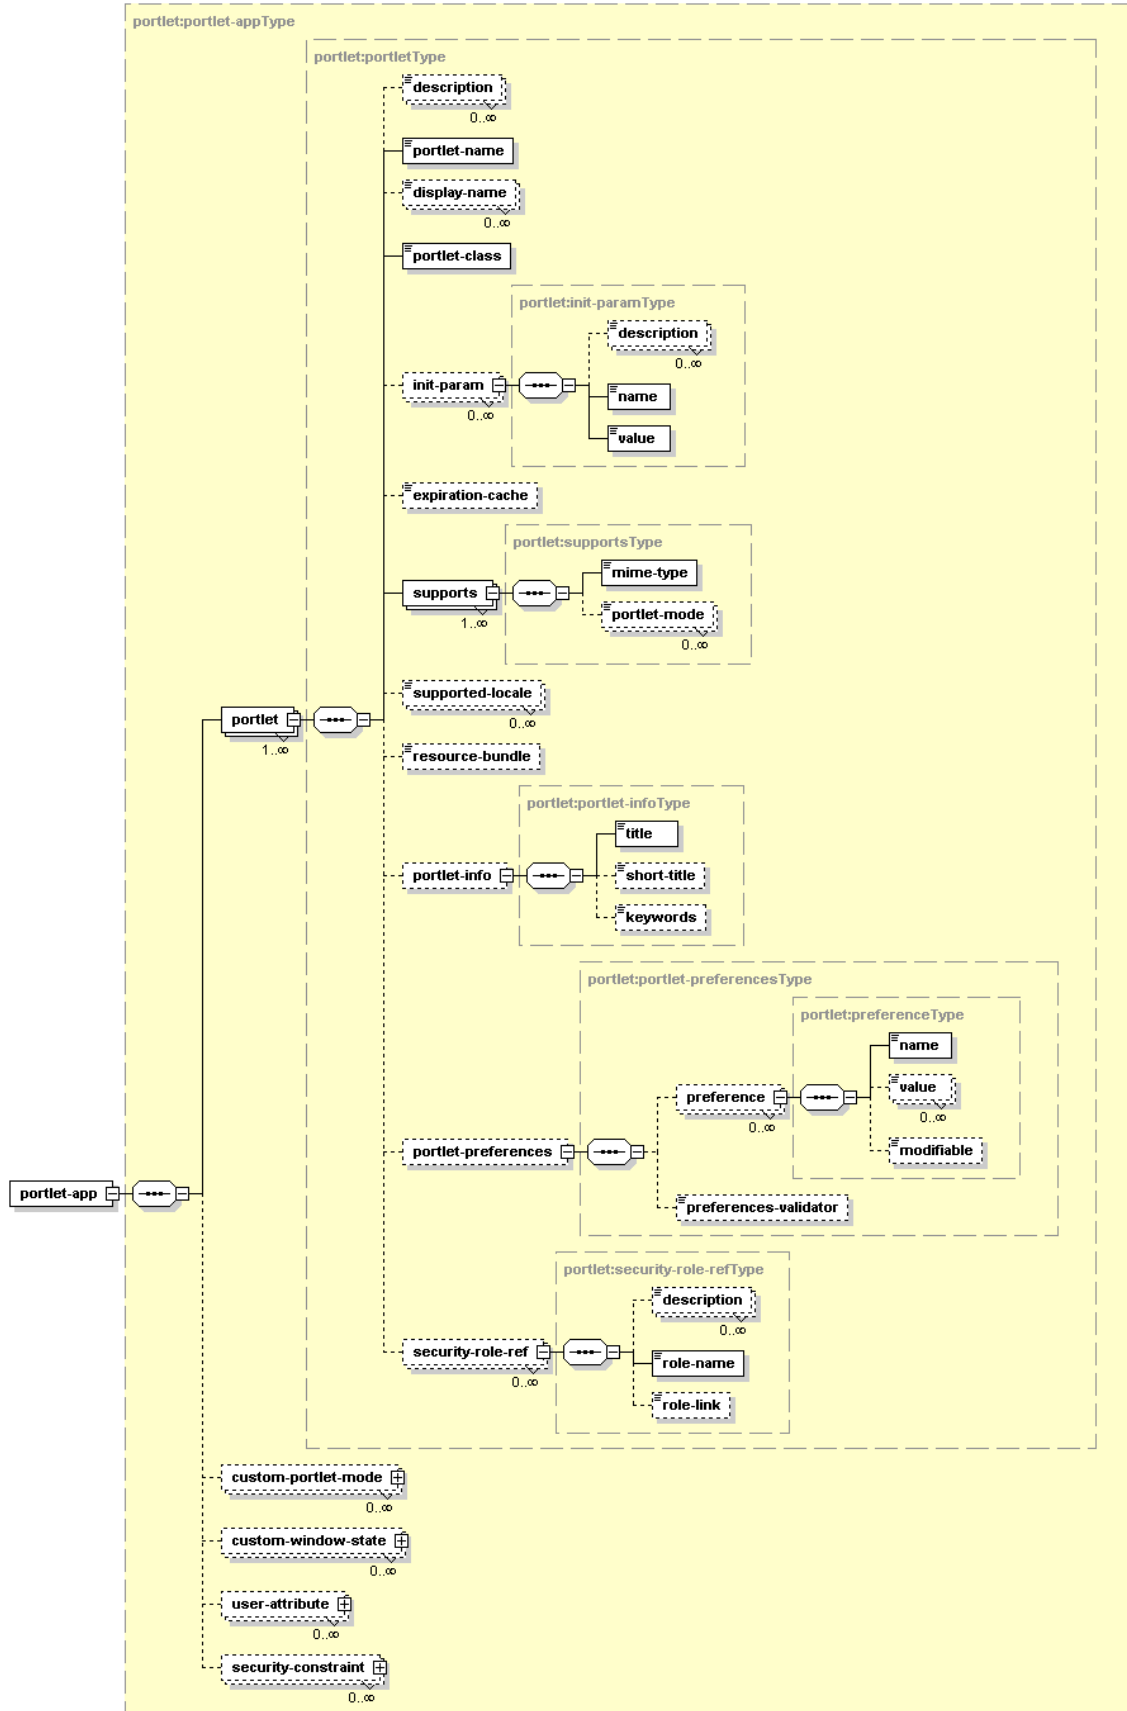 portlet:portlet-appType
portlet:portletType
description
0..∞
portlet-name
display-name
0..∞
portlet-class
portlet:init-paramType
description
0..∞
init-param
0..∞
name
value
expiration-cache
portlet:supportsType
mime-type
supports
1..∞
portlet-mode
0..∞
supported-locale
0..∞
portlet
1..∞
resource-bundle
portlet:portlet-infoType
title
portlet-info
short-title
keywords
portlet:portlet-preferencesType
portlet:preferenceType
name
preference
0..∞
value
0..∞
modifiable
portlet-preferences
portlet-app
preferences-validator
portlet:security-role-refType
description
0..∞
security-role-ref
0..∞
role-name
role-link
custom-portlet-mode
0..∞
custom-window-state
0..∞
user-attribute
0..∞
security-constraint
0..∞